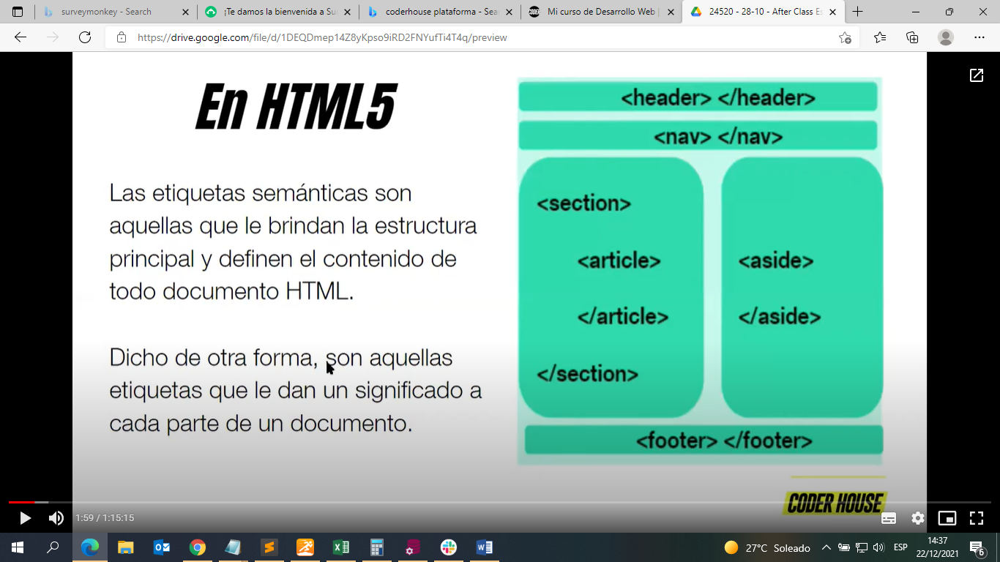 surveymonkey - Search
¡Te damos la bienvenida a Su
coderhouse plataforma - Sea
Mi curso de Desarrollo Web |
24520 - 28-10 - After Class Es
https://drive.google.com/file/d/1DEQDmep14Z8yKpso9iRD2FNYufTi4T4q/preview
En HTML5
Las etiquetas semánticas son
aquellas que le brindan la estructura
principal y definen el contenido de
todo documento HTML.
Dicho de otra forma, son aquellas
etiquetas que le dan un significado a
cada parte de un documento.
<header> </header>
<nav> </nav>
<section>
<article>
</article>
</section>
<aside>
</aside>
<footer> </footer>
CODER HOUSE
1:59 / 1:15:15
27°C Soleado
ESP
14:37
22/12/2021
6